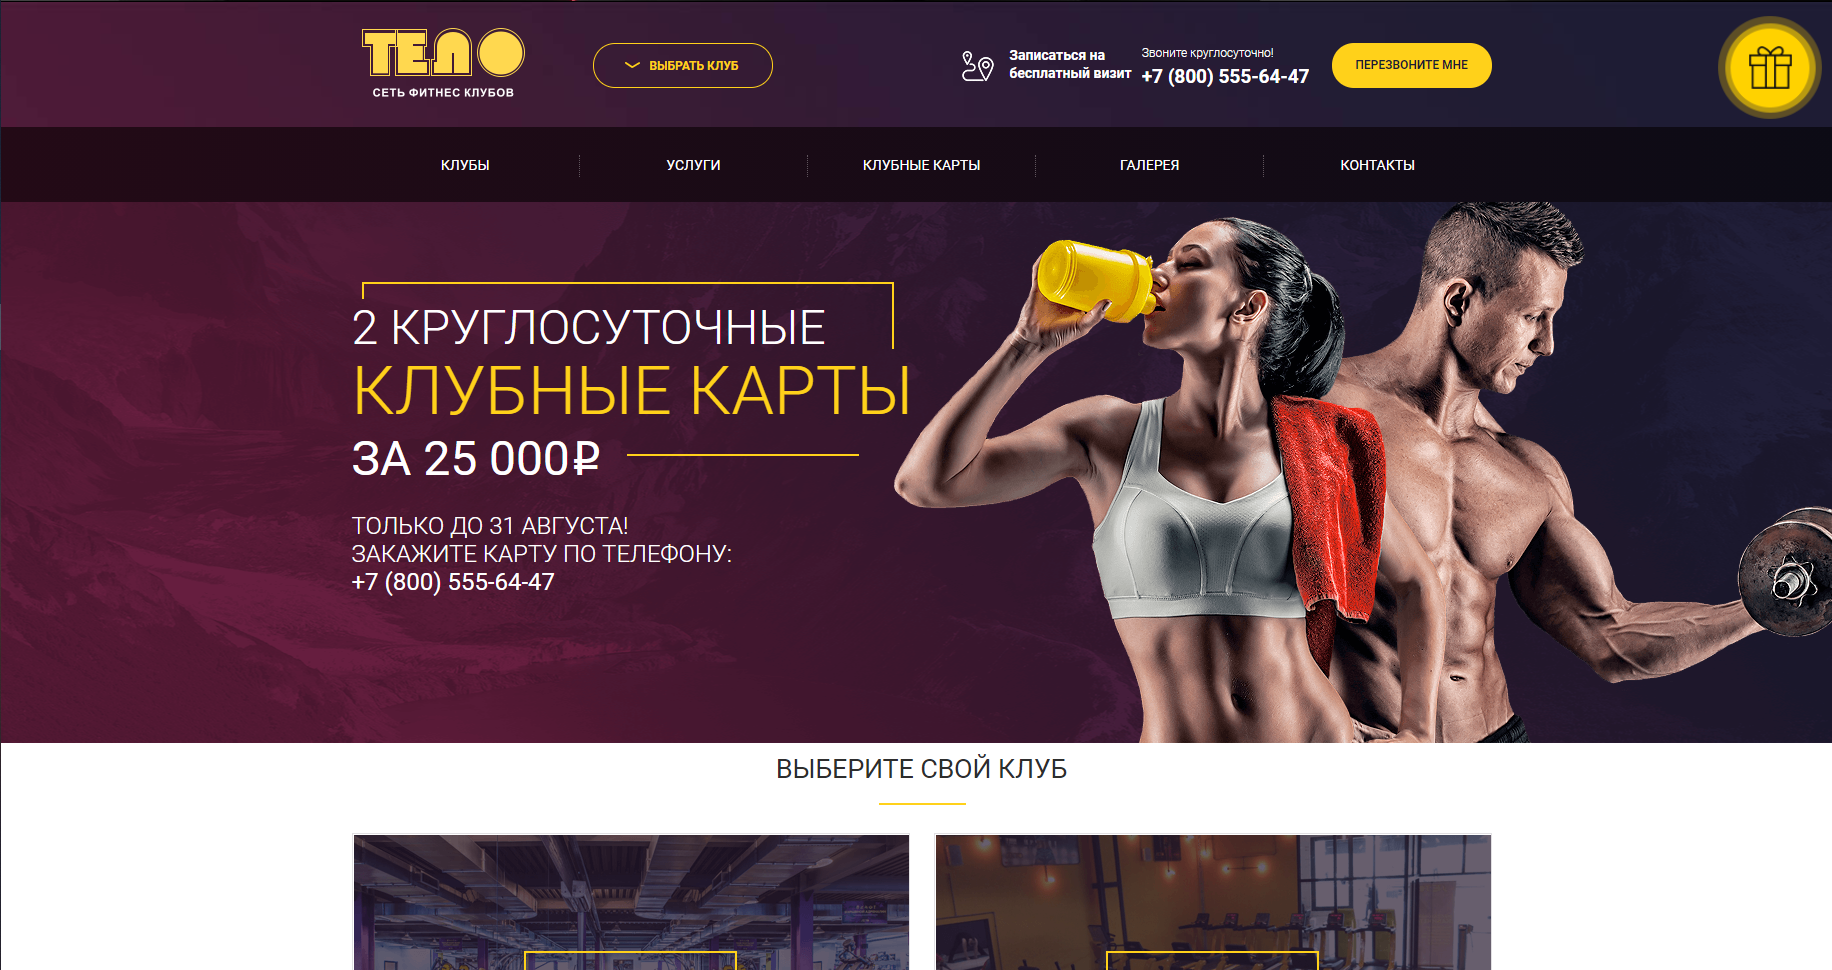 ТЕЛО
СЕТЬ ФИТНЕС КЛУБОВ
ВЫБРАТЬ КЛУБ
Записаться на
бесплатный визит
Звоните круглосуточно!
+7 (800) 555-64-47
ПЕРЕЗВОНИТЕ МНЕ
КЛУБЫ
УСЛУГИ
КЛУБНЫЕ КАРТЫ
ГАЛЕРЕЯ
КОНТАКТЫ
2 КРУГЛОСУТОЧНЫЕ
КЛУБНЫЕ КАРТЫ
ЗА 25 000₽
ТОЛЬКО ДО 31 АВГУСТА!
ЗАКАЖИТЕ КАРТУ ПО ТЕЛЕФОНУ:
+7 (800) 555-64-47
ВЫБЕРИТЕ СВОЙ КЛУБ